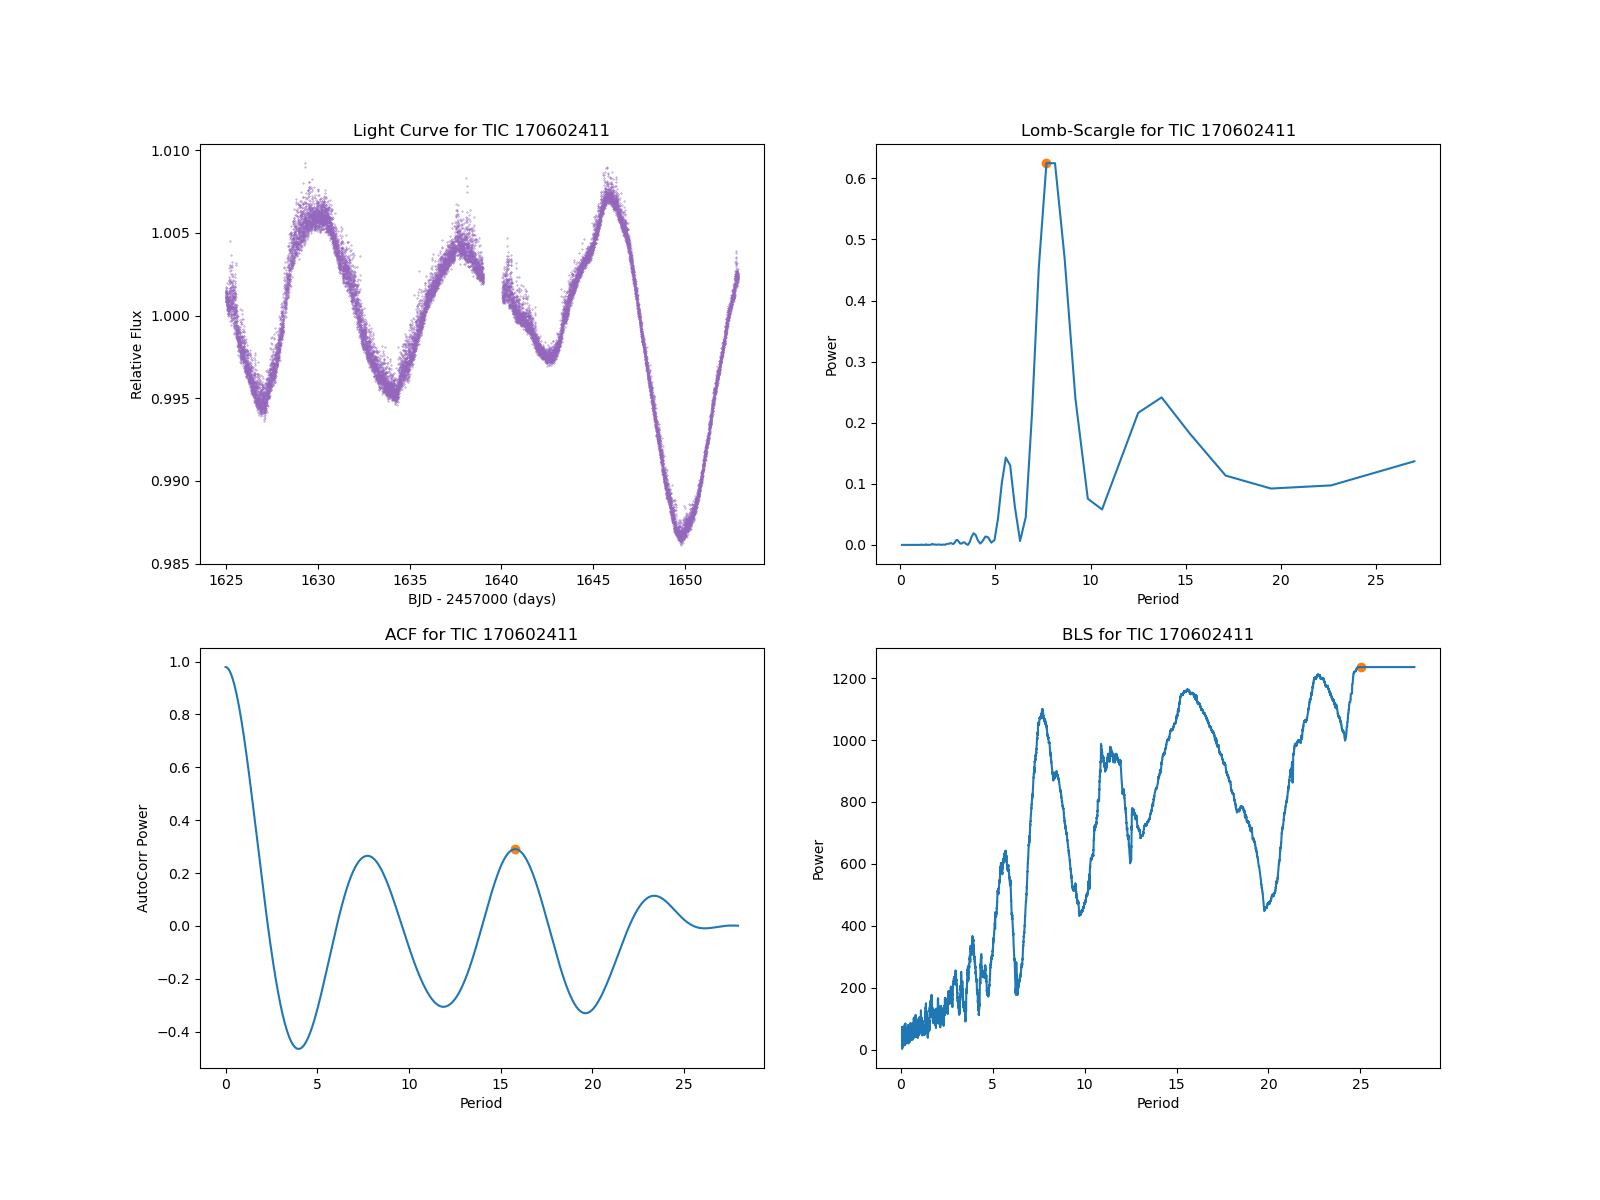 Light Curve for TIC 170602411
1.010
1.005
1.000
0.995
0.990
0.985
Relative Flux
1625 1630 1635 1640 1645 1650
BJD - 2457000 (days)
Lomb-Scargle for TIC 170602411
0.6
0.5
0.4
0.3
0.2
0.1
0.0
Power
0 5 10 15 20 25
Period
ACF for TIC 170602411
1.0
0.8
0.6
0.4
0.2
0.0
−0.2
−0.4
AutoCorr Power
0 5 10 15 20 25
Period
BLS for TIC 170602411
1200
1000
800
600
400
200
0
Power
0 5 10 15 20 25
Period